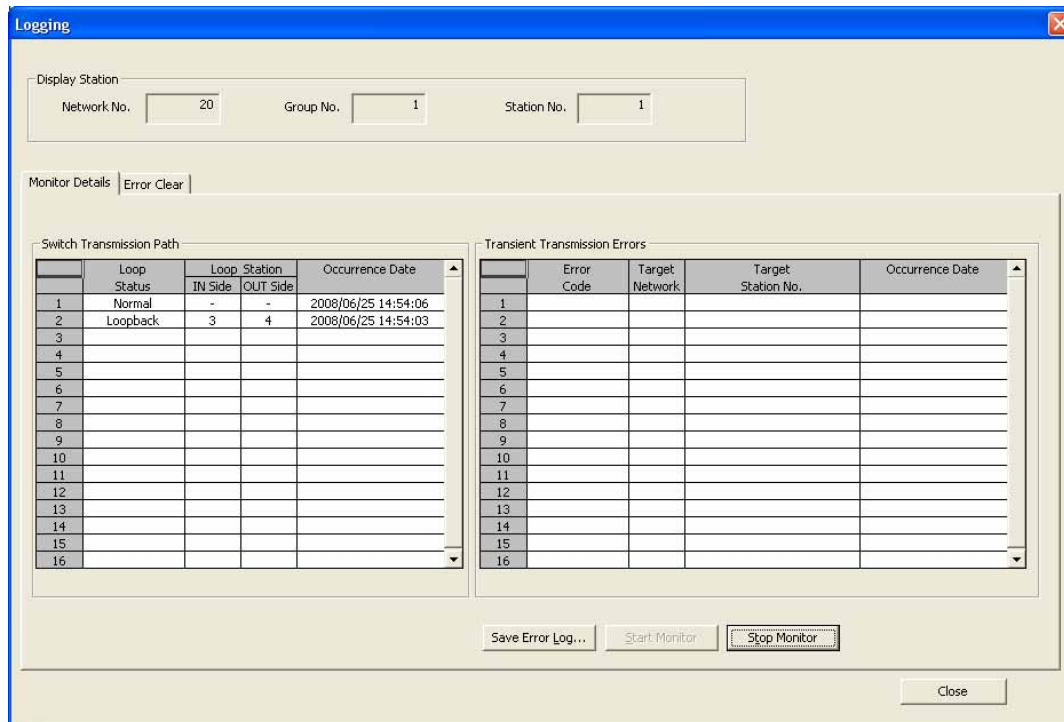 Logging
Display Station
Network No. 20 Group No. 1 Station No. 1
Monitor Details Error Clear
Switch Transmission Path
Loop Status Loop Station IN Side OUT Side Occurrence Date
1 Normal - - 2008/06/25 14:54:06
2 Loopback 3 4 2008/06/25 14:54:03
3
4
5
6
7
8
9
10
11
12
13
14
15
16
Transient Transmission Errors
Error Code Target Network Target Station No. Occurrence Date
1
2
3
4
5
6
7
8
9
10
11
12
13
14
15
16
Save Error Log... Start Monitor Stop Monitor
Close